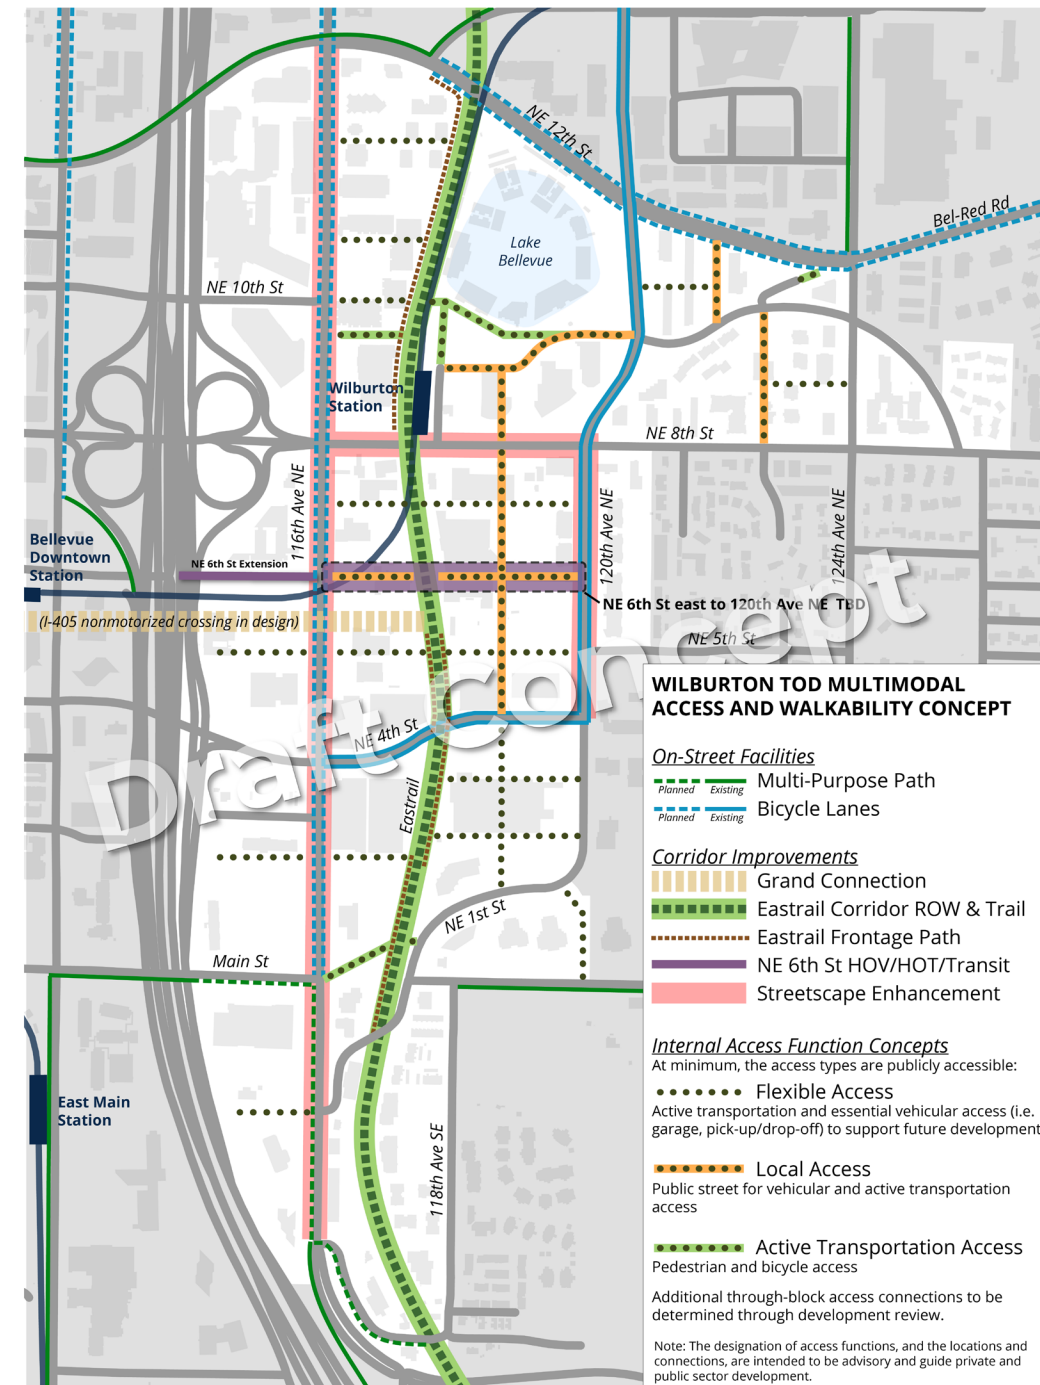 NE 12th St
Bel-Red Rd
Lake
Bellevue
NE 10th St
Wilburton
Station
NE 8th St
116th Ave NE
120th Ave NE
124th Ave NE
Bellevue
Downtown
Station
NE 6th St Extension
NE 6th St east to 120th Ave NE TBD
(I-405 nonmotorized crossing in design)
NE 5th St
Draft Concept
NE 4th St
Eastrail
NE 1st St
Main St
East Main
Station
118th Ave SE
WILBURTON TOD MULTIMODAL
ACCESS AND WALKABILITY CONCEPT
On-Street Facilities
Multi-Purpose Path
Planned Existing
Bicycle Lanes
Planned Existing
Corridor Improvements
Grand Connection
Eastrail Corridor ROW & Trail
Eastrail Frontage Path
NE 6th St HOV/HOT/Transit
Streetscape Enhancement
Internal Access Function Concepts
At minimum, the access types are publicly accessible:
Flexible Access
Active transportation and essential vehicular access (i.e.
garage, pick-up/drop-off) to support future development
Local Access
Public street for vehicular and active transportation
access
Active Transportation Access
Pedestrian and bicycle access
Additional through-block access connections to be
determined through development review.
Note: The designation of access functions, and the locations and
connections, are intended to be advisory and guide private and
public sector development.